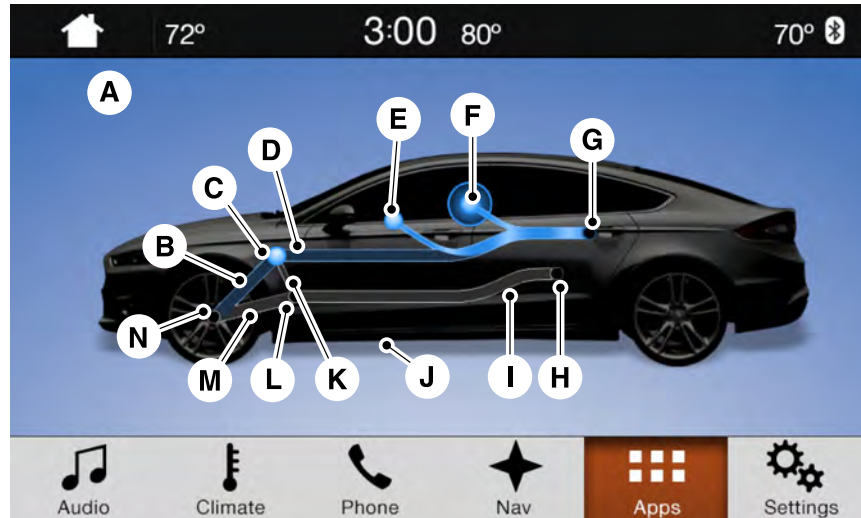 72° 3:00 80° 70°
A
E F
D G
C
B
N
M L K J I H
Audio Climate Phone Nav Apps Settings